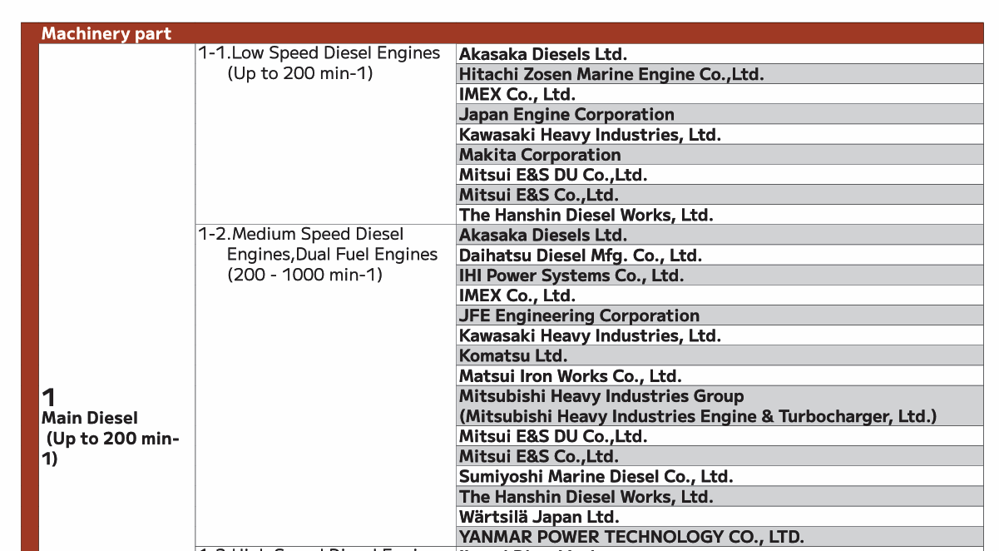 Machinery part
1
Main Diesel
(Up to 200 min-
1)
1-1.Low Speed Diesel Engines
(Up to 200 min-1)
Akasaka Diesels Ltd.
Hitachi Zosen Marine Engine Co.,Ltd.
IMEX Co., Ltd.
Japan Engine Corporation
Kawasaki Heavy Industries, Ltd.
Makita Corporation
Mitsui E&S DU Co.,Ltd.
Mitsui E&S Co.,Ltd.
The Hanshin Diesel Works, Ltd.
1-2.Medium Speed Diesel
Engines,Dual Fuel Engines
(200 - 1000 min-1)
Akasaka Diesels Ltd.
Daihatsu Diesel Mfg. Co., Ltd.
IHI Power Systems Co., Ltd.
IMEX Co., Ltd.
JFE Engineering Corporation
Kawasaki Heavy Industries, Ltd.
Komatsu Ltd.
Matsui Iron Works Co., Ltd.
Mitsubishi Heavy Industries Group
(Mitsubishi Heavy Industries Engine & Turbocharger, Ltd.)
Mitsui E&S DU Co.,Ltd.
Mitsui E&S Co.,Ltd.
Sumiyoshi Marine Diesel Co., Ltd.
The Hanshin Diesel Works, Ltd.
Wärtsilä Japan Ltd.
YANMAR POWER TECHNOLOGY CO., LTD.